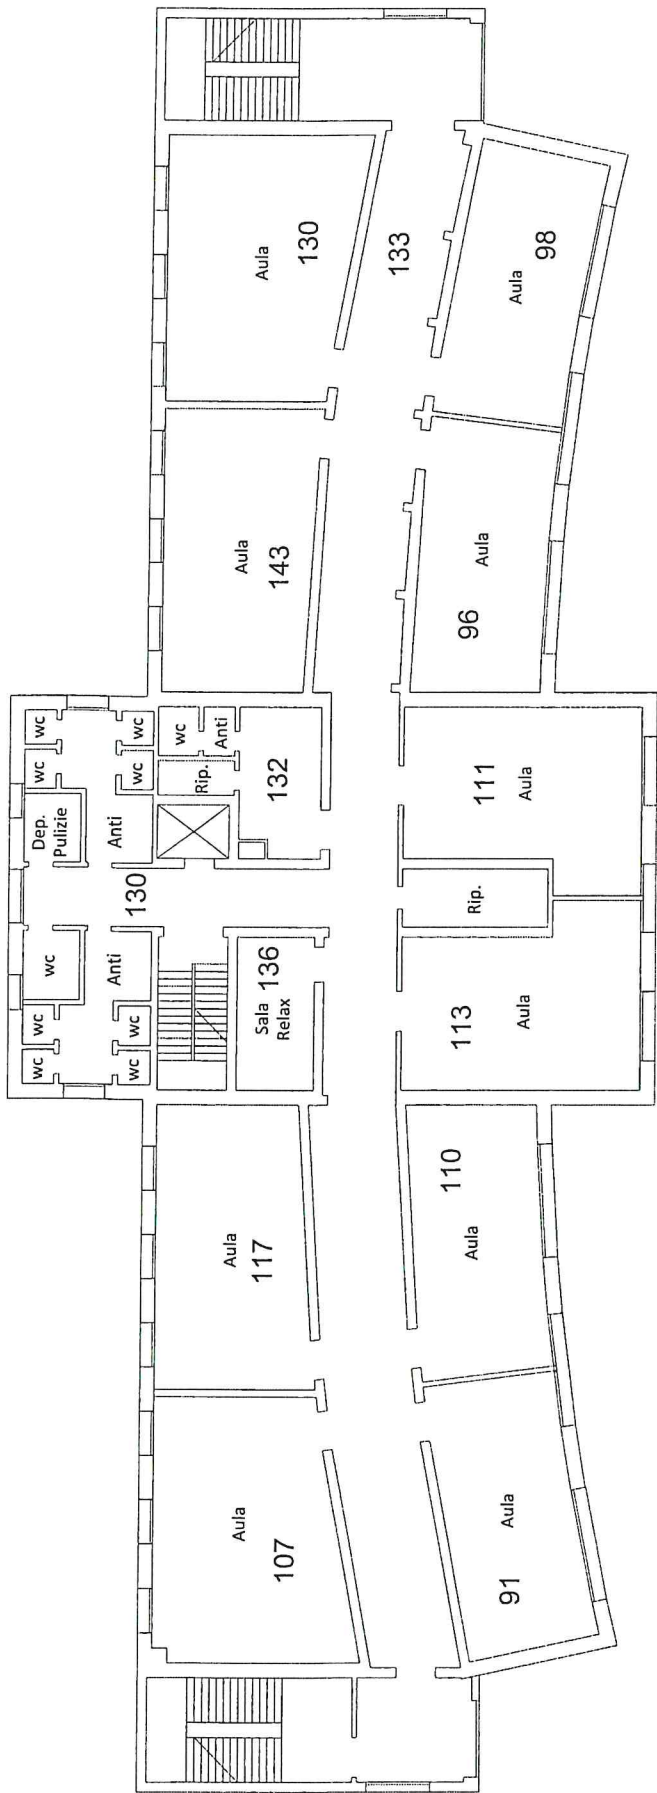 wc
wc
wc
Dep.
Pulizie
wc
wc
Anti
Anti
wc
wc
130
wc
wc
wc
Rip.
Anti
Aula
107
Aula
117
Sala
Relax
136
132
Aula
143
Aula
130
133
Aula
91
110
Aula
113
Aula
Rip.
111
Aula
Aula
96
Aula
98